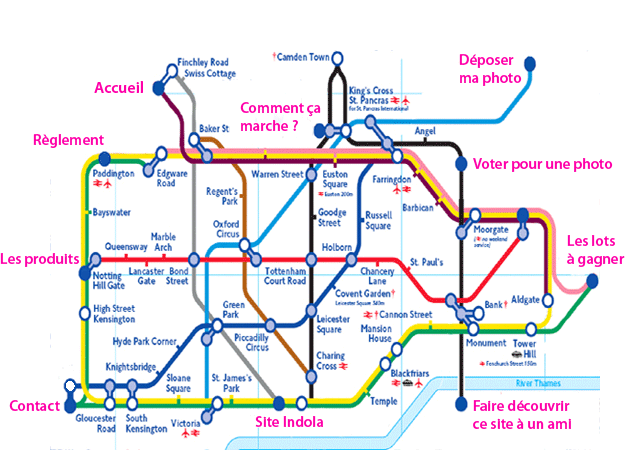 Finchley Road
Swiss Cottage
†Camden Town
Déposer
ma photo
Accueil
King's Cross
St. Pancras
for St. Pancras International
Comment ça
marche ?
Baker St
Angel
Règlement
Voter pour une photo
Paddington
Edgware
Road
Warren Street
Euston
Square
Euston 200m
Farringdon
Barbican
Regent's
Park
Bayswater
Oxford
Circus
Goodge
Street
Russell
Square
Moorgate
(no weekend
service)
Les lots
à gagner
Queensway
Marble
Arch
Les produits
Lancaster
Gate
Bond
Street
Holborn
Tottenham
Court Road
Chancery
Lane
St. Paul's
Notting
Hill Gate
High Street
Kensington
Green
Park
Covent Garden†
Leicester Square 340m
Leicester
Square
†Cannon Street
Bank†
Aldgate
Mansion
House
Hyde Park Corner
Piccadilly
Circus
Monument
Tower
Hill
Fenchurch Street 150m
Knightsbridge
Charing
Cross
Blackfriars
Sloane
Square
St. James's
Park
Temple
River Thames
Contact
Gloucester
Road
South
Kensington
Victoria
Site Indola
Faire découvrir
ce site à un ami